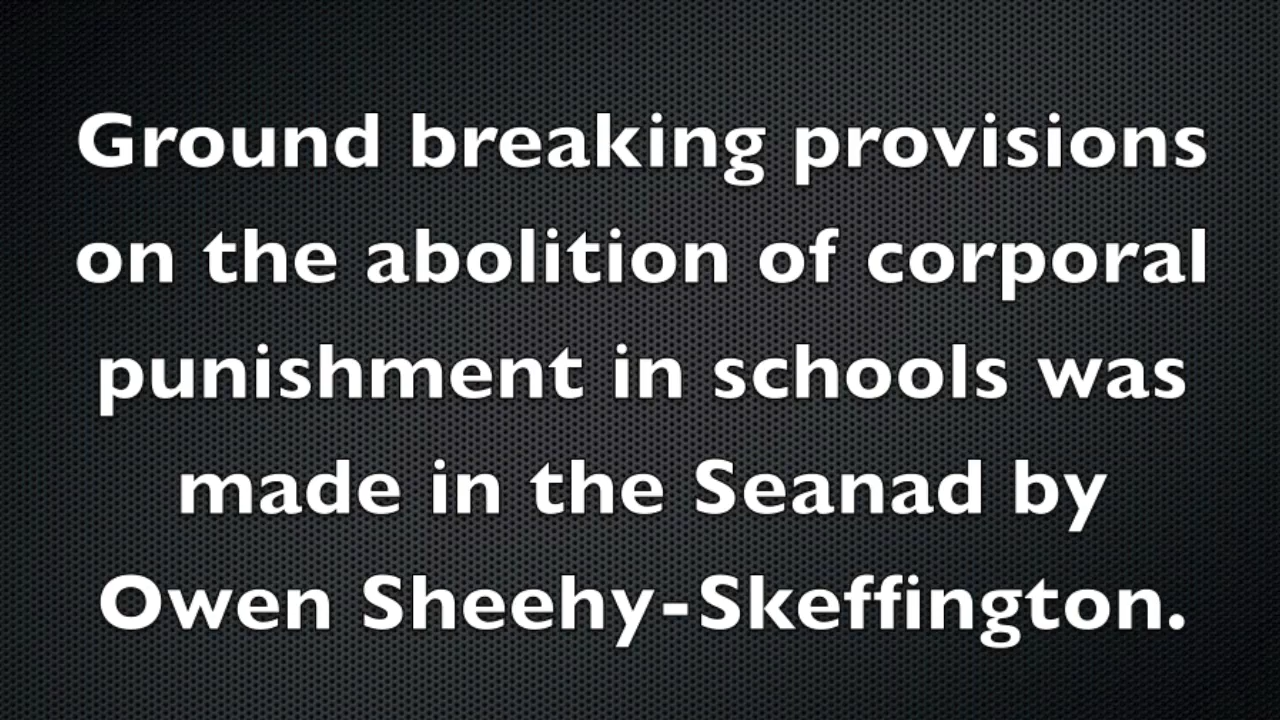 Ground breaking provisions
on the abolition of corporal
punishment in schools was
made in the Seanad by
Owen Sheehy-Skeffington.